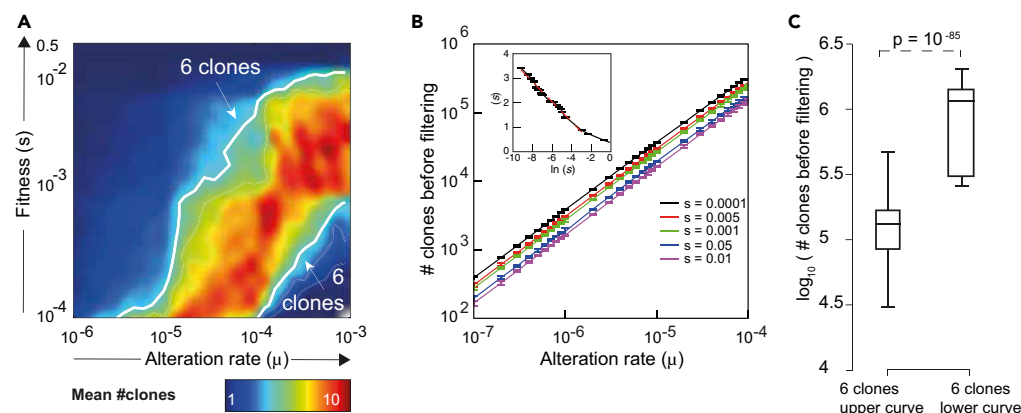 A
0.5
10⁻²
10⁻³
10⁻⁴
Fitness (s)
6 clones
6
clones
10⁻⁶
10⁻⁵
10⁻⁴
10⁻³
Alteration rate (μ)
Mean #clones
1
10
B
10⁶
10⁵
10⁴
10³
10²
# clones before filtering
4
3
2
1
0
(s)
-10
-8
-6
-4
-2
0
ln (s)
s = 0.0001
s = 0.005
s = 0.001
s = 0.05
s = 0.01
10⁻⁷
10⁻⁶
10⁻⁵
10⁻⁴
Alteration rate (μ)
C
p = 10⁻⁸⁵
6.5
6
5.5
5
4.5
4
log₁₀ ( # clones before filtering)
6 clones
upper curve
6 clones
lower curve